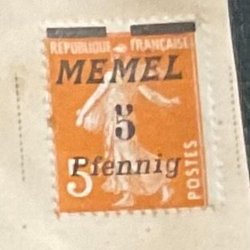 REPUBLIQUE FRANÇAISE
MEMEL
5
Pfennig
5
POSTES